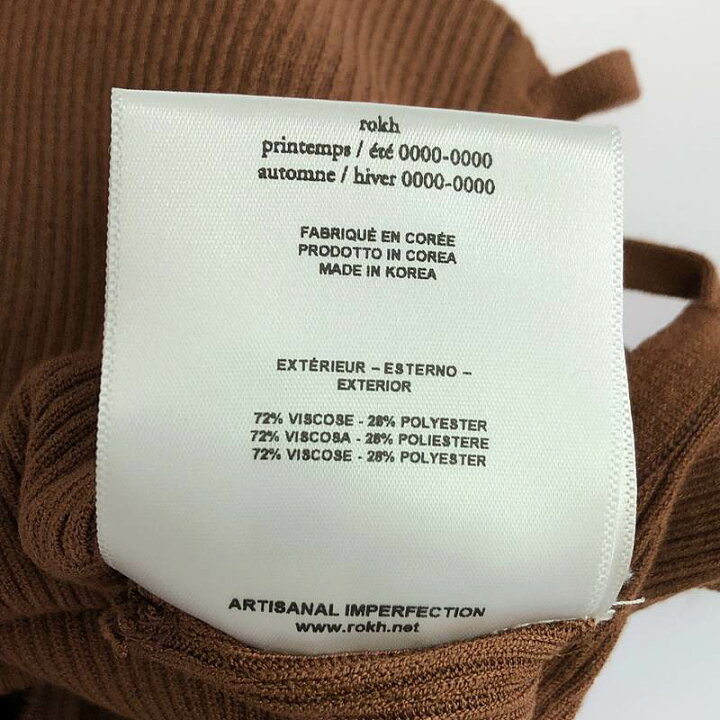 rokh
printemps / été 0000-0000
automne / hiver 0000-0000
FABRIQUÉ EN CORÉE
PRODOTTO IN COREA
MADE IN KOREA
EXTÉRIEUR – ESTERNO –
EXTERIOR
72% VISCOSE - 28% POLYESTER
72% VISCOSA - 28% POLIESTERE
72% VISCOSE - 28% POLYESTER
ARTISANAL IMPERFECTION
www.rokh.net